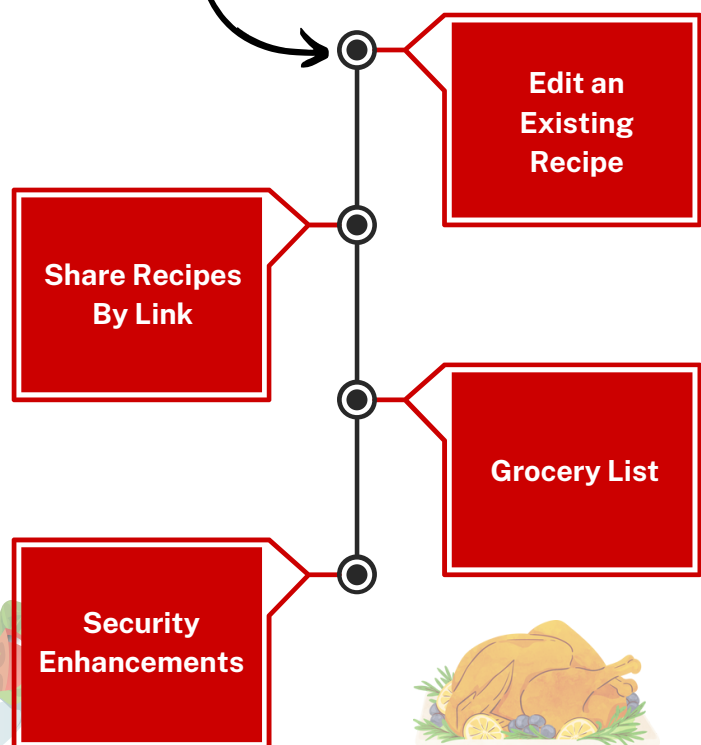 Edit an
Existing
Recipe
Share Recipes
By Link
Grocery List
Security
Enhancements